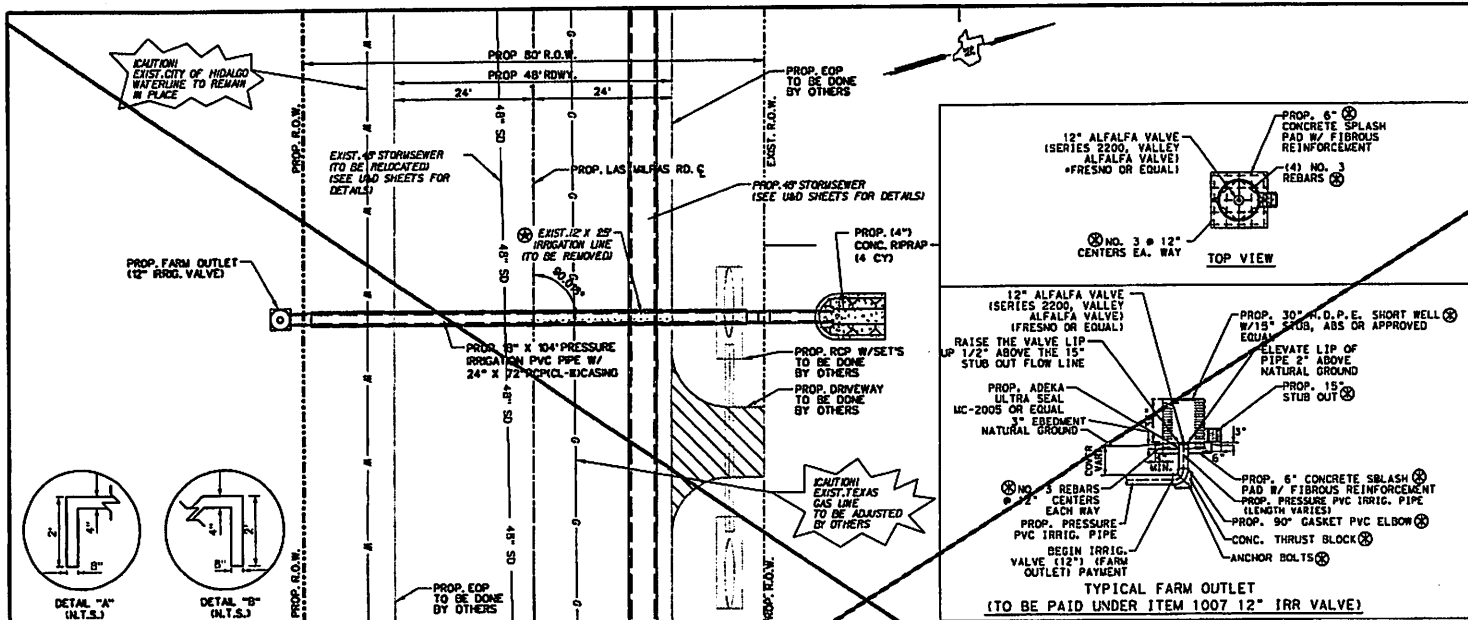 (CAUTION!
EXIST.CITY OF HIDALGO
WATERLINE TO REMAIN
IN PLACE
PROP 80' R.O.W.
PROP 48' RDWY.
24'
24'
PROP. EOP
TO BE DONE
BY OTHERS
PROP. R.O.W.
EXIST. R.O.W.
W
W
W
W
G
G
G
G
48" SD
48" SD
48" SD
48" SD
EXIST.48" STORMSEWER
(TO BE RELOCATED)
(SEE U&D SHEETS FOR
DETAILS)
PROP. LAS MILPAS RD. ℄
PROP.48" STORMSEWER
(SEE U&D SHEETS FOR DETAILS)
EXIST.12" X 25'
IRRIGATION LINE
(TO BE REMOVED)
PROP. (4")
CONC. RIPRAP
(4 CY)
PROP. FARM OUTLET
(12" IRRIG. VALVE)
PROP. 18" X 104' PRESSURE
IRRIGATION PVC PIPE W/
24" X 72' RCP(CL-III)CASING
PROP. RCP W/SET'S
TO BE DONE
BY OTHERS
PROP. DRIVEWAY
TO BE DONE
BY OTHERS
(CAUTION!
EXIST.TEXAS
GAS LINE
TO BE ADJUSTED
BY OTHERS
PROP. EOP
TO BE DONE
BY OTHERS
PROP. R.O.W.
PROP. R.O.W.
2'
4"
8"
DETAIL "A"
(N.T.S.)
4"
2'
8"
DETAIL "B"
(N.T.S.)
12" ALFALFA VALVE
(SERIES 2200, VALLEY
ALFALFA VALVE)
*FRESNO OR EQUAL)
PROP. 6"
CONCRETE SPLASH
PAD W/ FIBROUS
REINFORCEMENT
(4) NO. 3
REBARS
NO. 3 @ 12"
CENTERS EA. WAY
TOP VIEW
12" ALFALFA VALVE
(SERIES 2200, VALLEY
ALFALFA VALVE)
(FRESNO OR EQUAL)
RAISE THE VALVE LIP
UP 1/2" ABOVE THE 15"
STUB OUT FLOW LINE
PROP. ADEKA
ULTRA SEAL
MC-2005 OR EQUAL
3" EBEDMENT
NATURAL GROUND
PROP. 30" H.D.P.E. SHORT WELL
W/15" STUB, ABS OR APPROVED
EQUAL
ELEVATE LIP OF
PIPE 2" ABOVE
NATURAL GROUND
PROP. 15"
STUB OUT
3"
6"
COVER
VARI.
MIN.
NO. 3 REBARS
@ 12" CENTERS
EACH WAY
PROP. PRESSURE
PVC IRRIG. PIPE
BEGIN IRRIG.
VALVE (12") (FARM
OUTLET) PAYMENT
PROP. 6" CONCRETE SPLASH
PAD W/ FIBROUS REINFORCEMENT
PROP. PRESSURE PVC IRRIG. PIPE
(LENGTH VARIES)
PROP. 90° GASKET PVC ELBOW
CONC. THRUST BLOCK
ANCHOR BOLTS
TYPICAL FARM OUTLET
(TO BE PAID UNDER ITEM 1007 12" IRR VALVE)